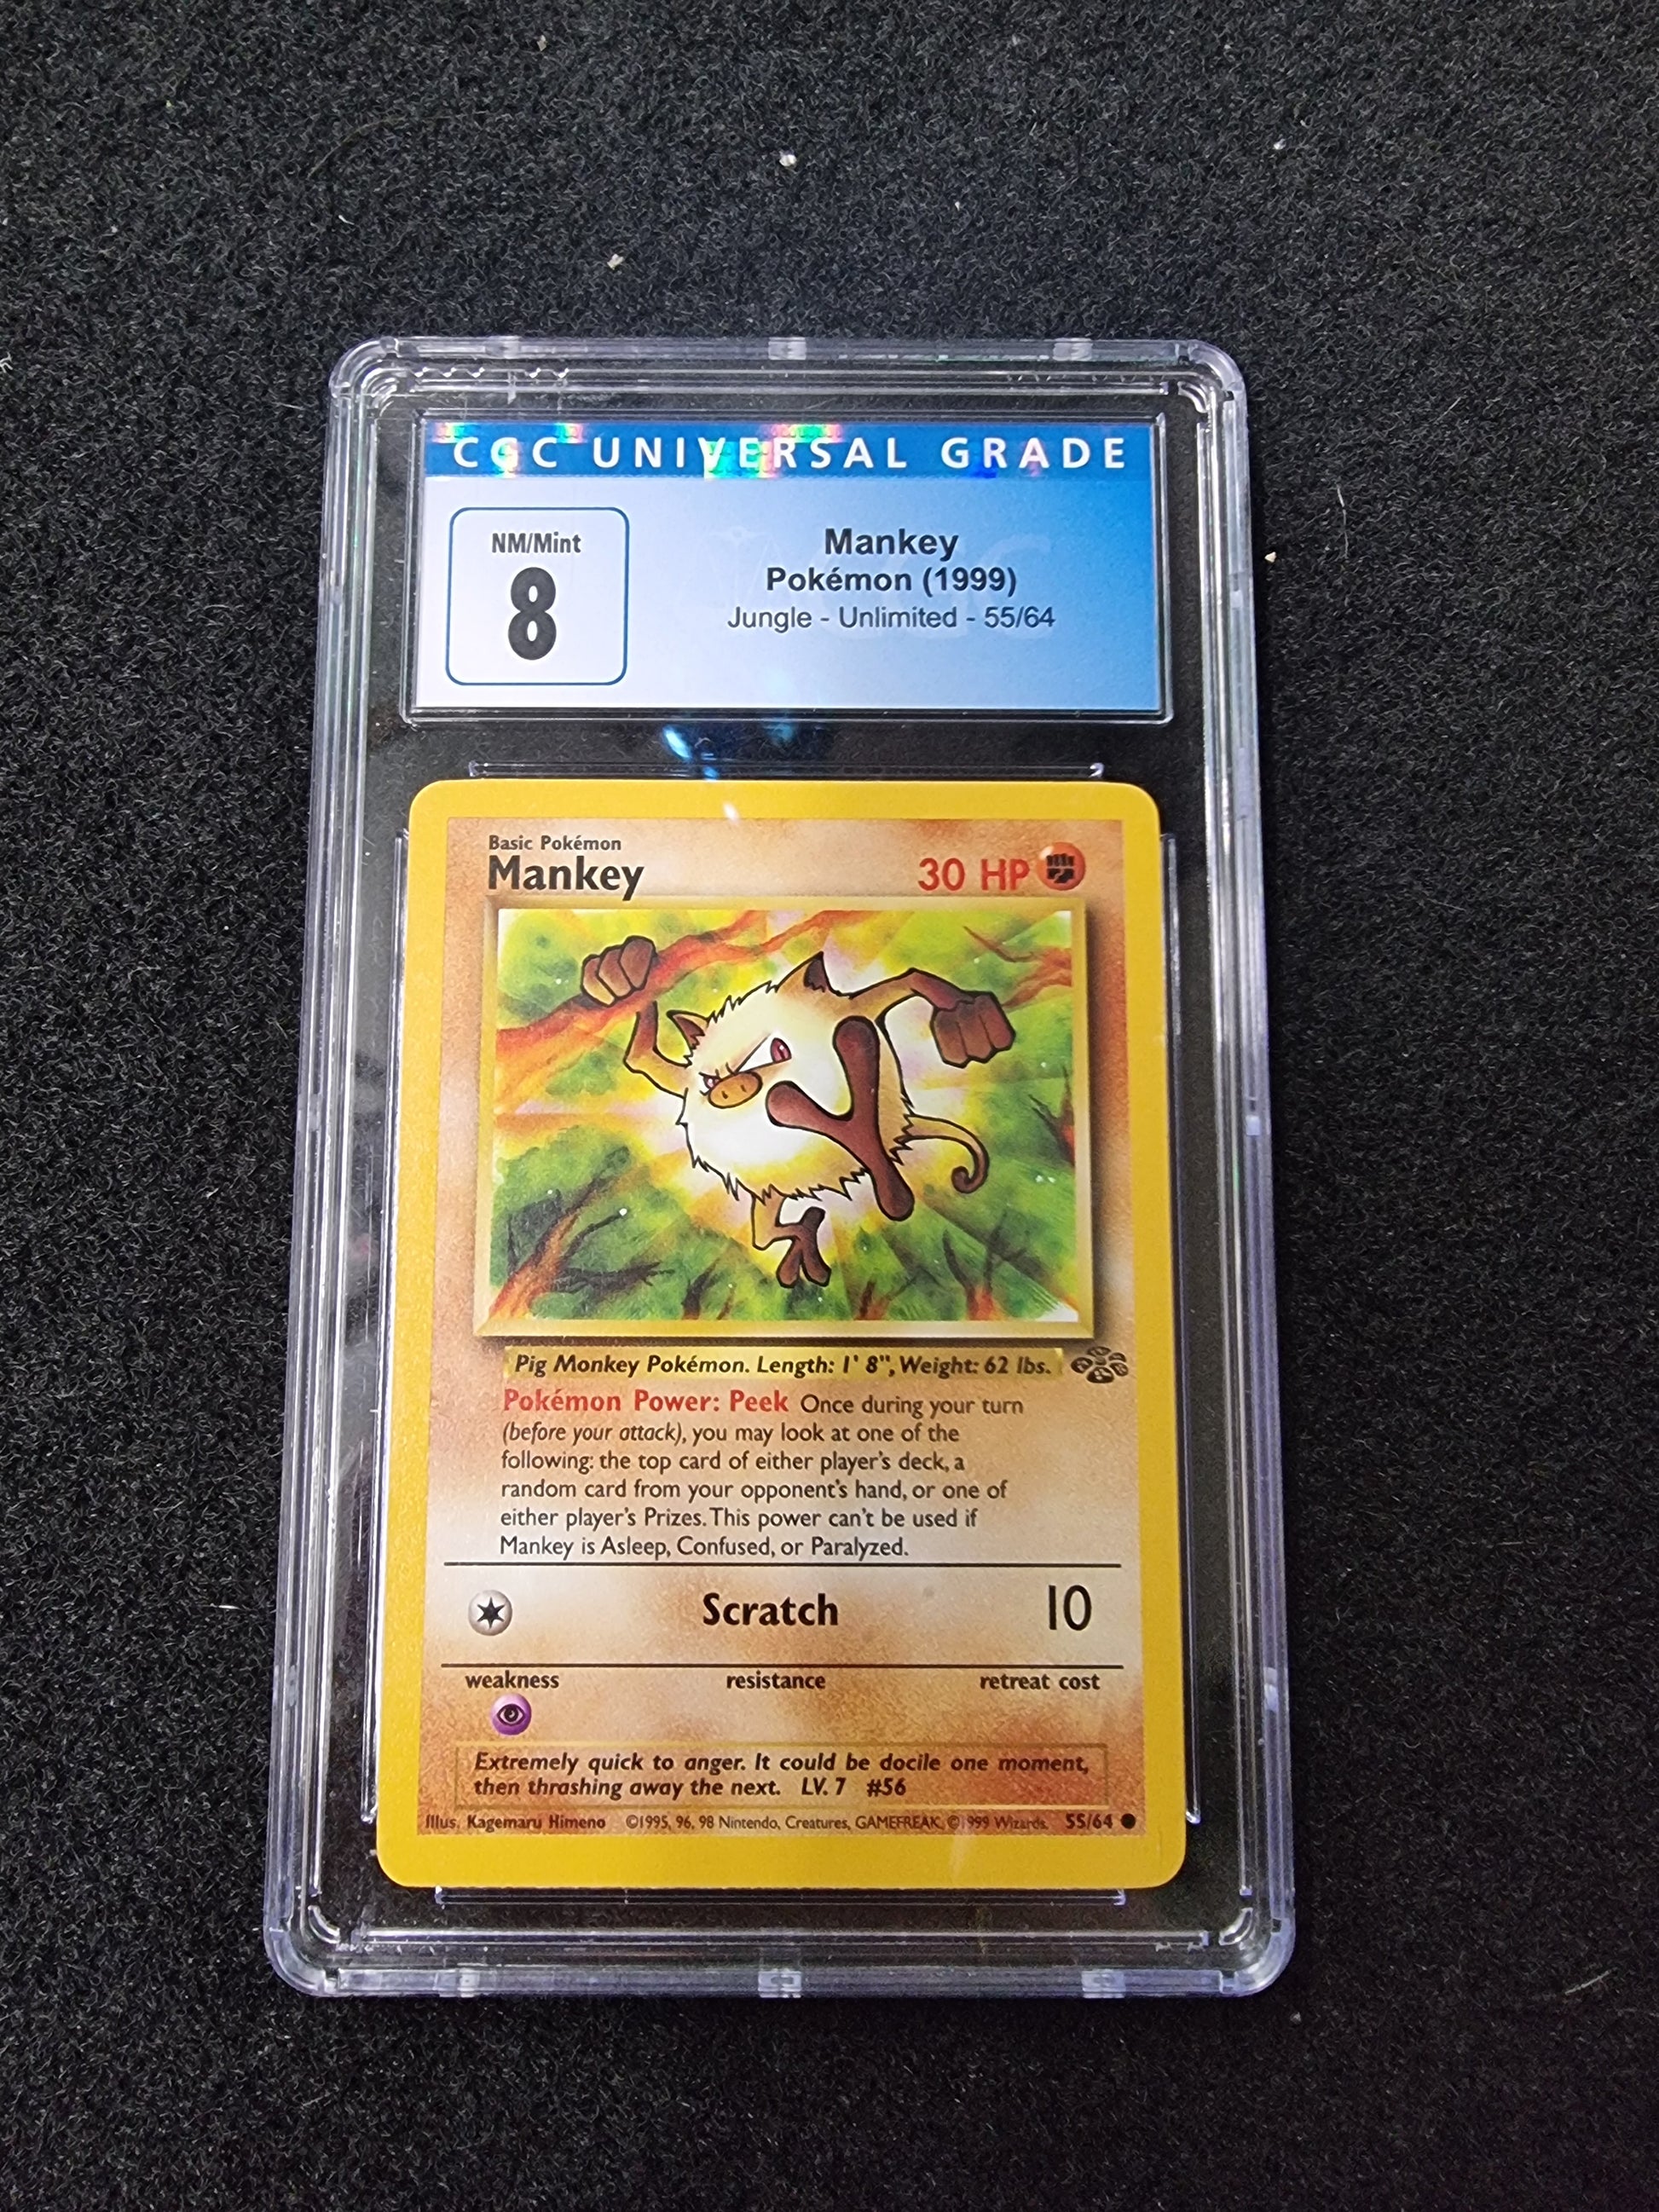 CGC UNIVERSAL GRADE
NM/Mint
8
Mankey
Pokémon (1999)
Jungle - Unlimited - 55/64
Basic Pokémon
Mankey
30 HP
Pig Monkey Pokémon. Length: 1' 8", Weight: 62 lbs.
Pokémon Power: Peek Once during your turn
(before your attack), you may look at one of the
following: the top card of either player's deck, a
random card from your opponent's hand, or one of
either player's Prizes. This power can't be used if
Mankey is Asleep, Confused, or Paralyzed.
Scratch 10
weakness resistance retreat cost
Extremely quick to anger. It could be docile one moment,
then thrashing away the next. LV. 7 #56
Illus. Kagemaru Himeno ©1995, 96, 98 Nintendo, Creatures, GAMEFREAK. ©1999 Wizards. 55/64